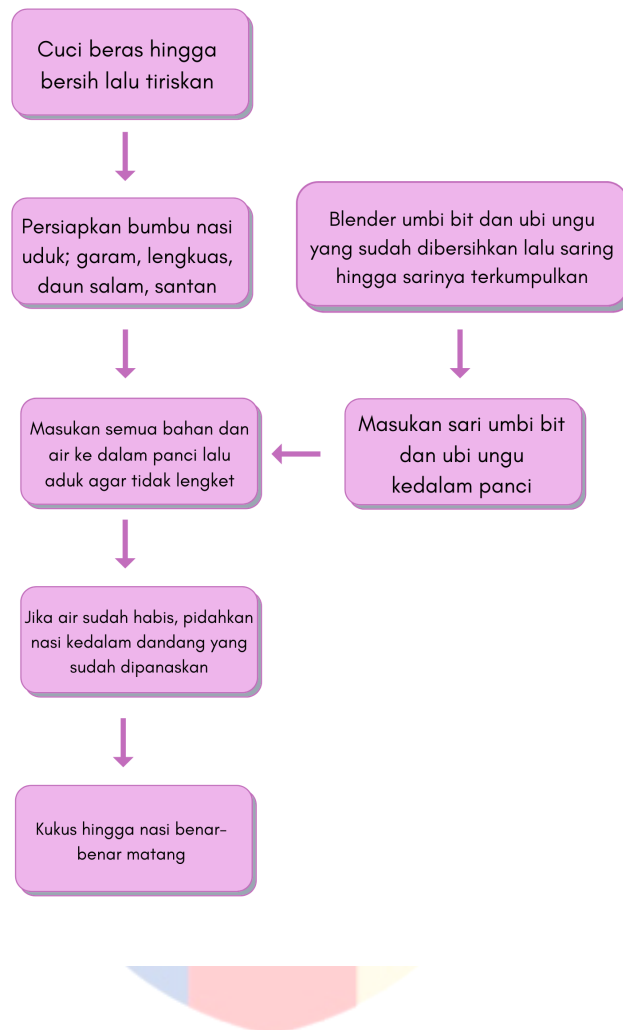 Cuci beras hingga
bersih lalu tiriskan
Persiapkan bumbu nasi
uduk; garam, lengkuas,
daun salam, santan
Blender umbi bit dan ubi ungu
yang sudah dibersihkan lalu saring
hingga sarinya terkumpulkan
Masukan semua bahan dan
air ke dalam panci lalu
aduk agar tidak lengket
Masukan sari umbi bit
dan ubi ungu
kedalam panci
Jika air sudah habis, pidahkan
nasi kedalam dandang yang
sudah dipanaskan
Kukus hingga nasi benar-
benar matang